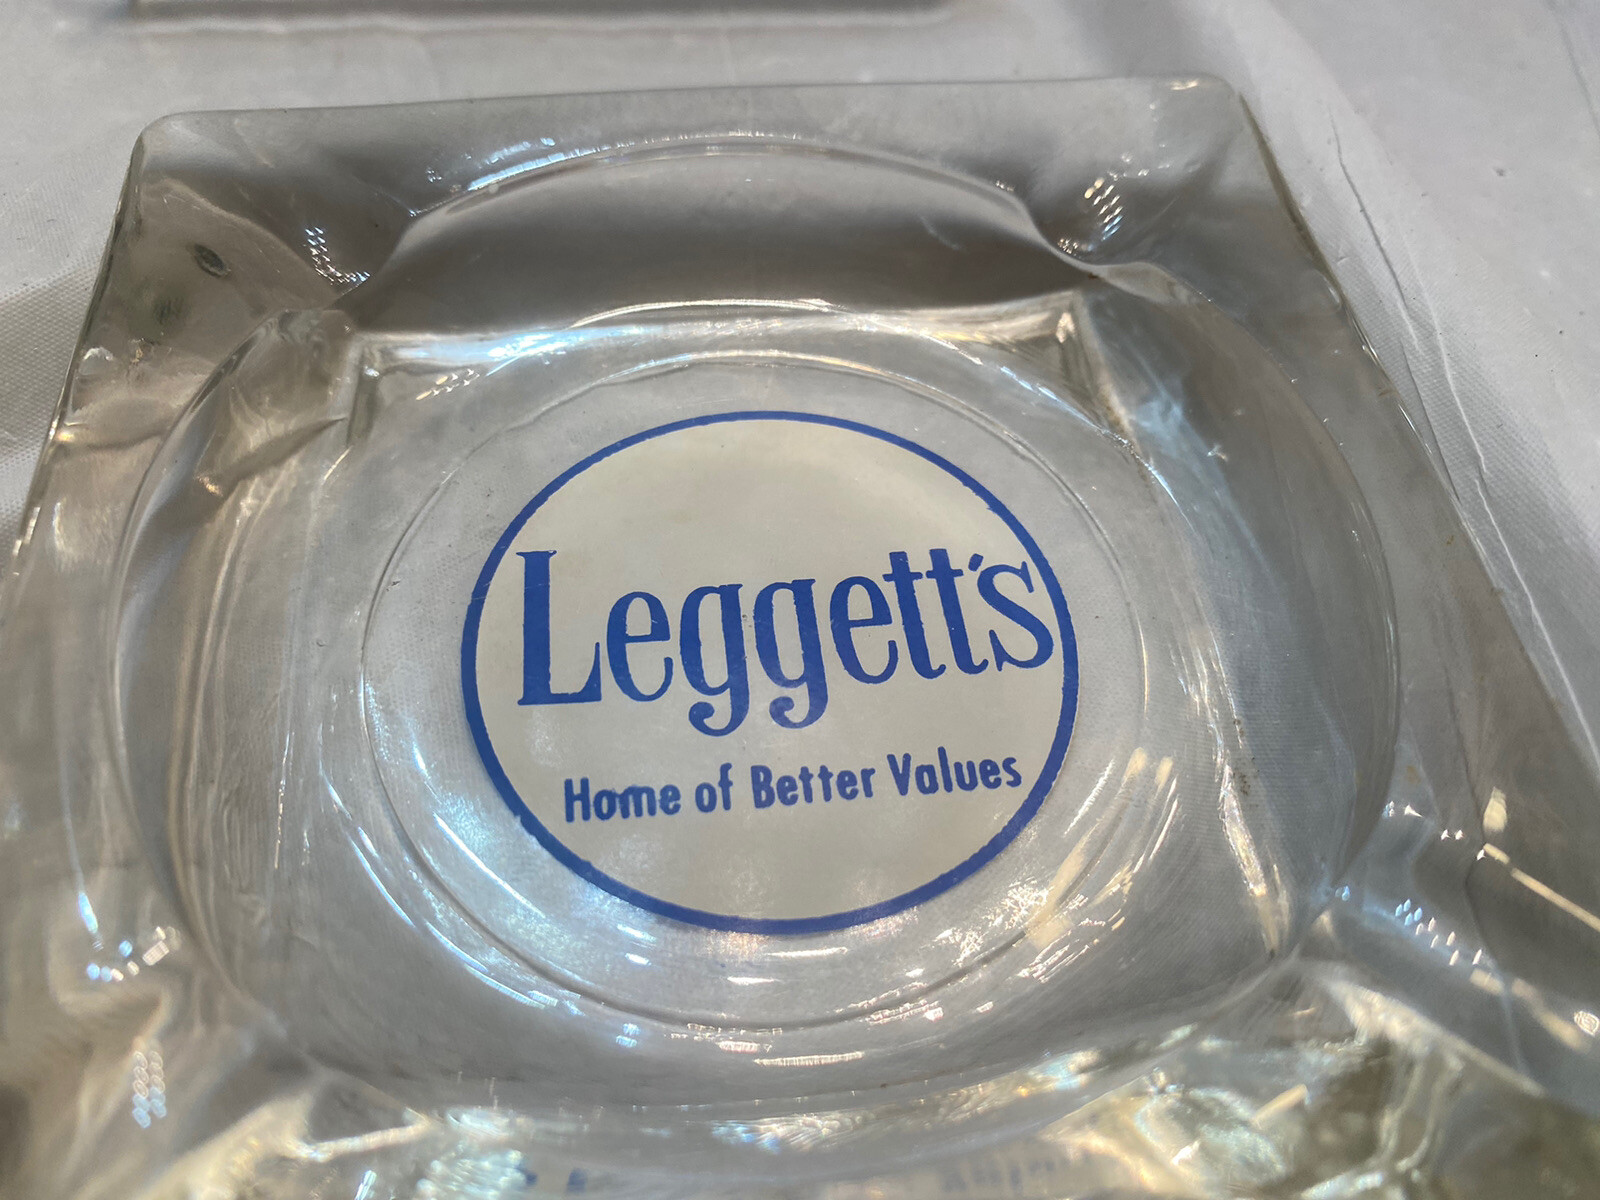 Leggett's
Home of Better Values